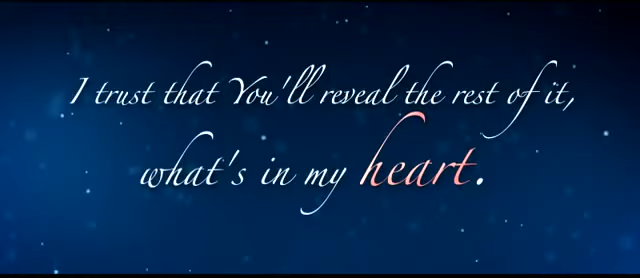 I trust that You'll reveal the rest of it,
what's in my heart.